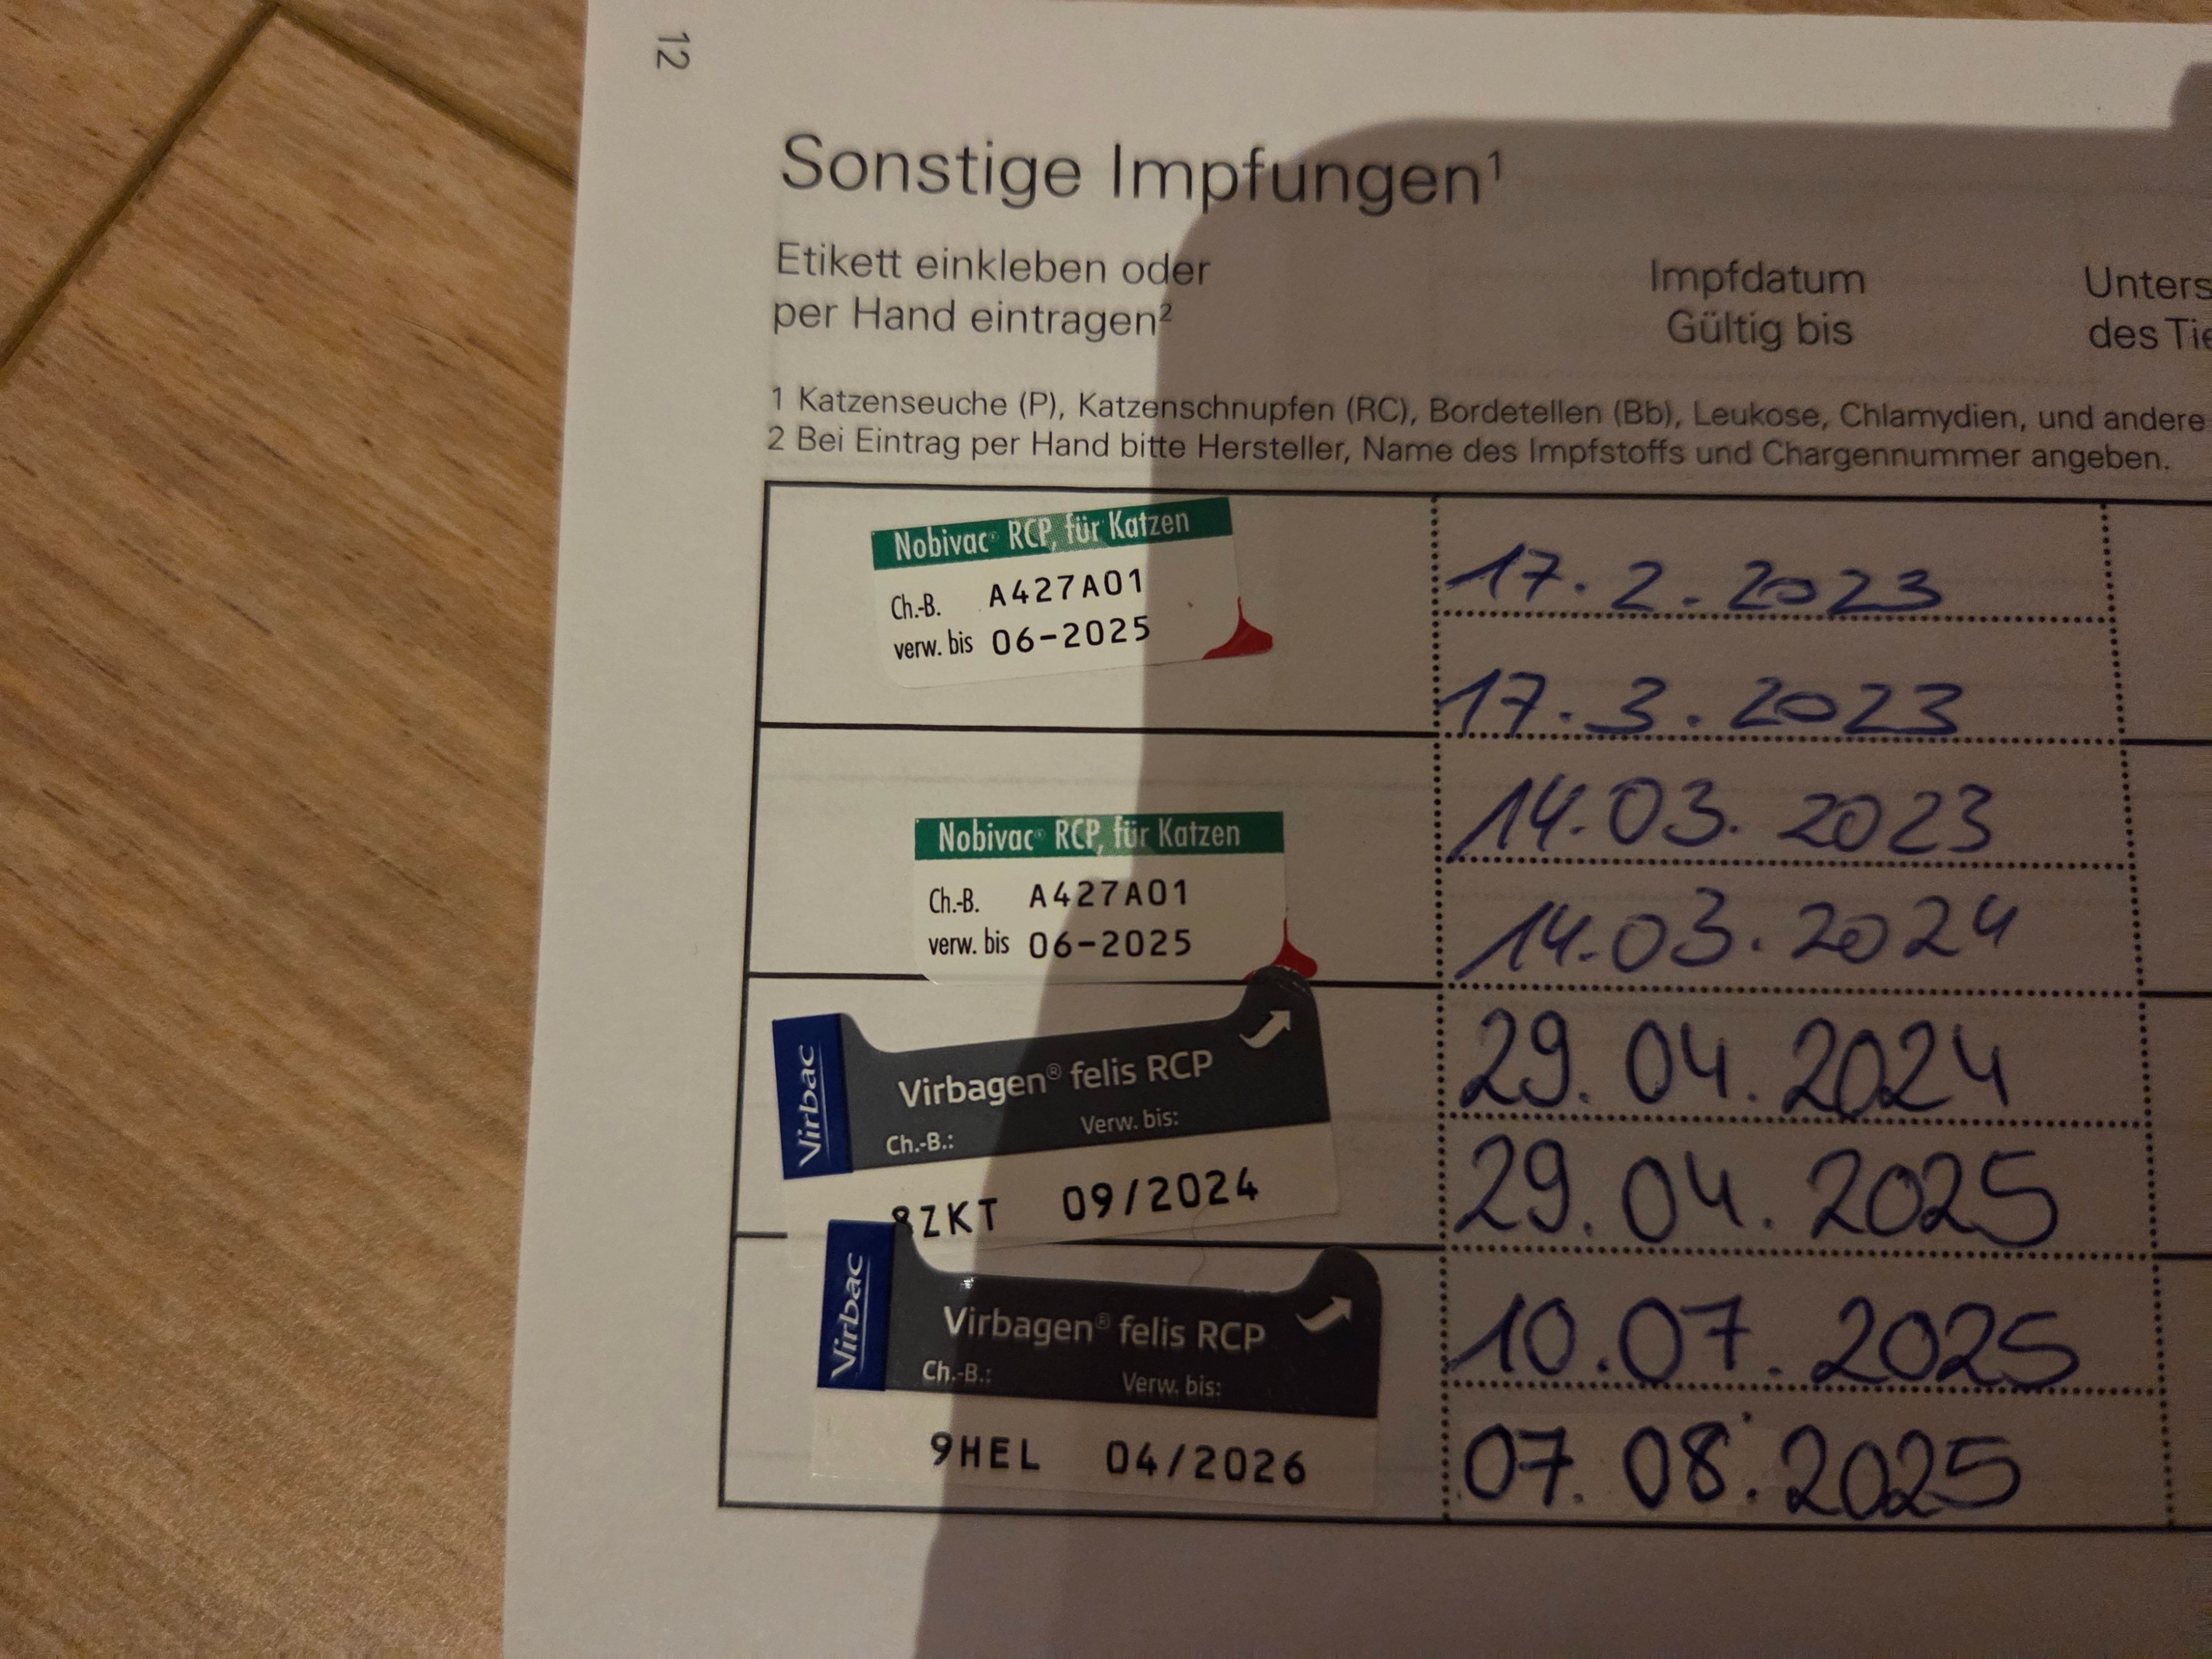 12
Sonstige Impfungen¹
Etikett einkleben oder
per Hand eintragen²
Impfdatum
Gültig bis
des
1 Katzenseuche (P), Katzenschnupfen (RC), Bordetellen (Bb), Leukose, Chlamydien, und andere
2 Bei Eintrag per Hand bitte Hersteller, Name des Impfstoffs und Chargennummer angeben.
Nobivac® RCP, für Katzen
Ch.-B. A427A01
verw. bis 06-2025
17.2.2023
17.3.2023
Nobivac® RCP, für Katzen
Ch.-B. A427A01
verw. bis 06-2025
14.03.2023
14.03.2024
Virbac
Virbagen® felis RCP
Ch.-B.: Verw. bis:
8ZKT 09/2024
29.04.2024
29.04.2025
Virbac
Virbagen® felis RCP
Ch.-B.: Verw. bis:
9HEL 04/2026
10.07.2025
07.08.2025